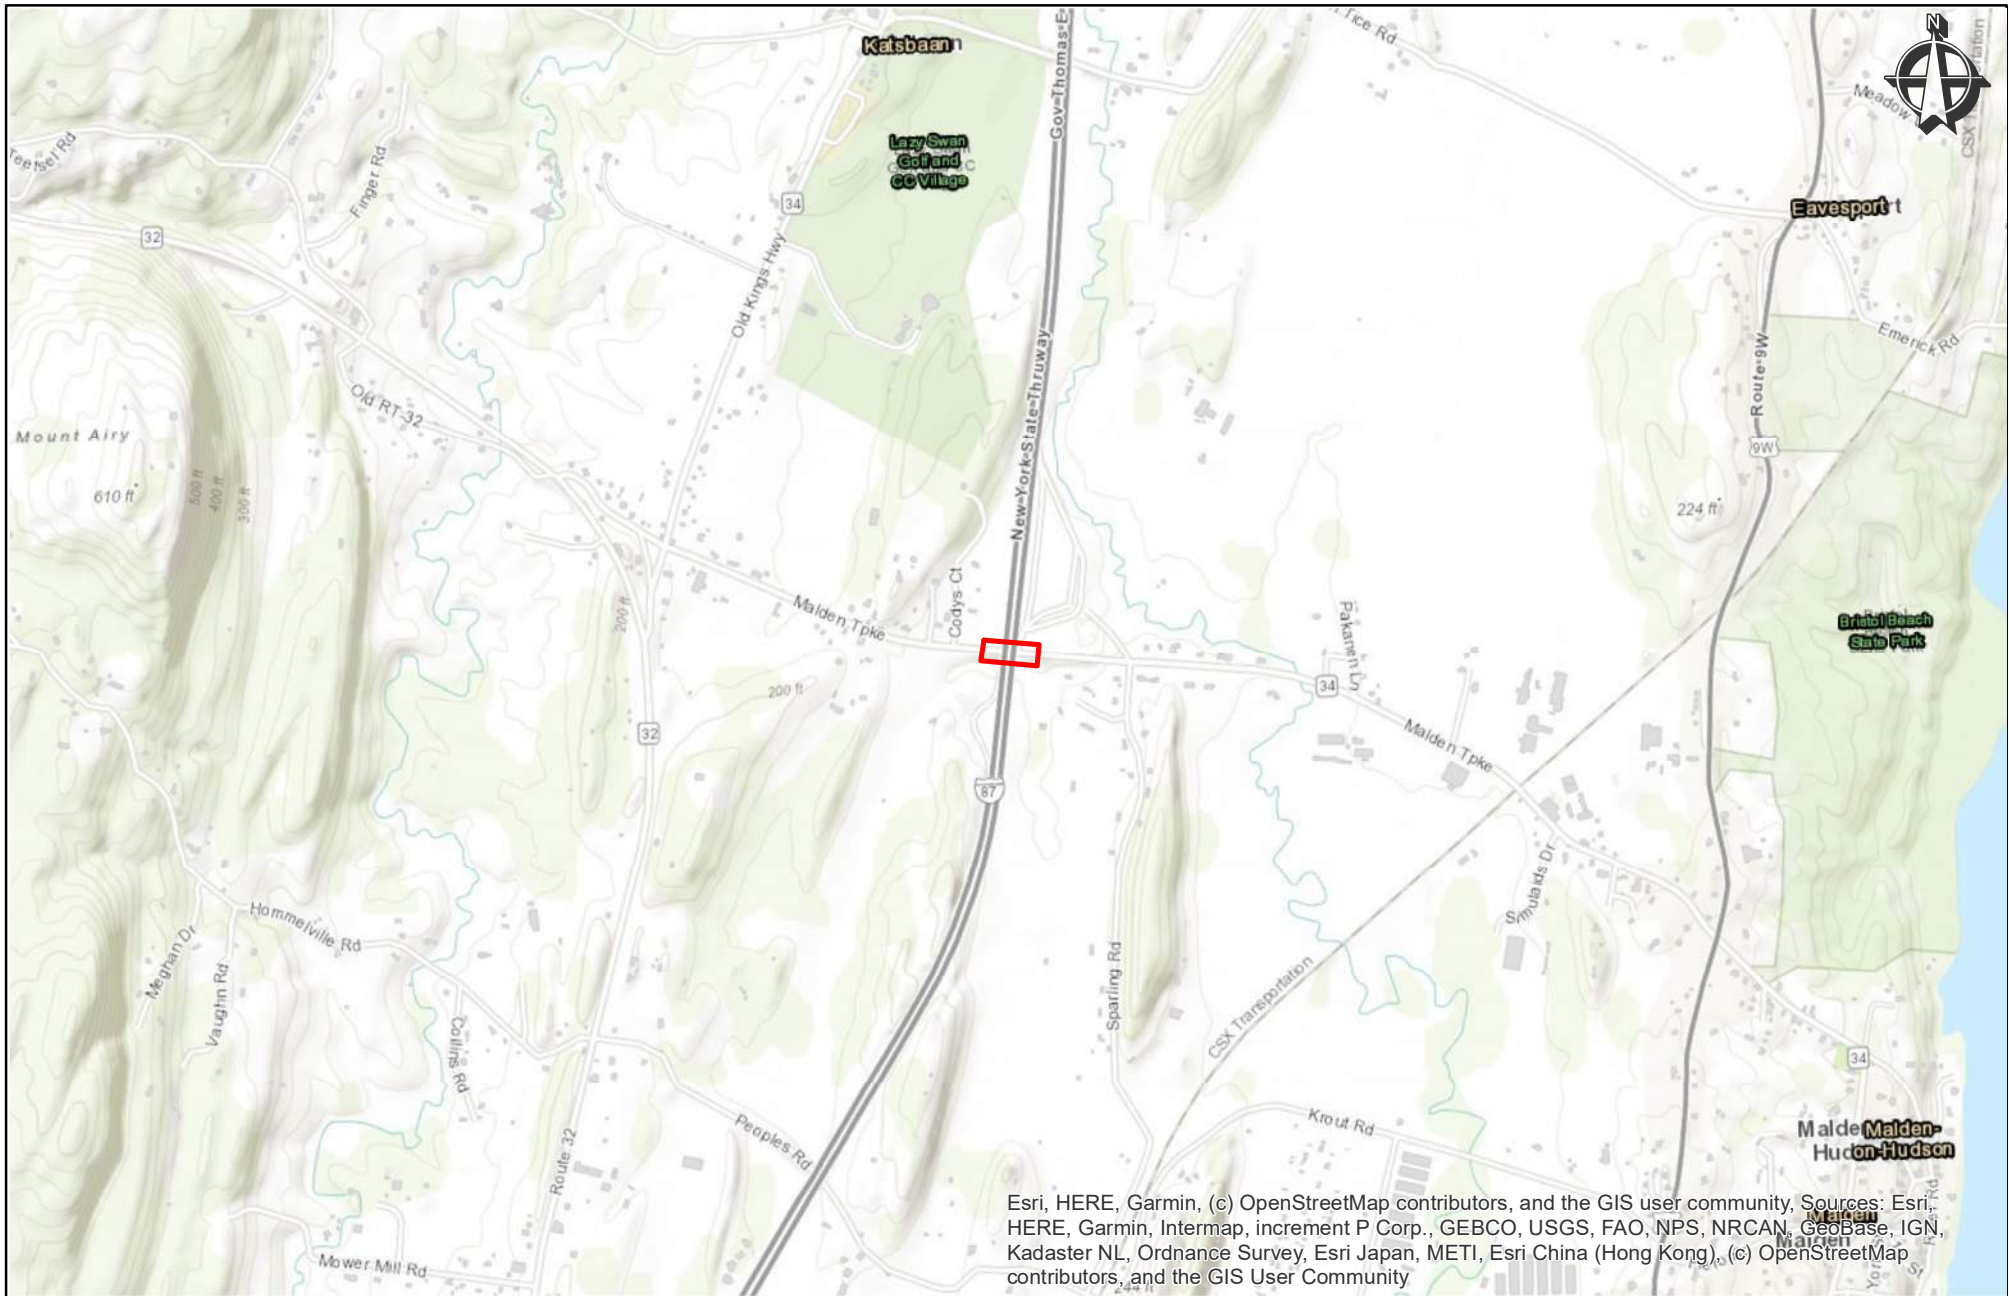 N
Katsbaan
Gov-Thomas-E
Tice Rd
Meadow
CSX T
tation
Lazy Swan
Golf and
CC Village
Teetsel Rd
Finger Rd
34
Eavesport
32
Old Kings Hwy
Emerick Rd
New-York-State-Thruway
Route 9W
Old RT-32
Mount Airy
9W
610 ft
500 ft
400 ft
300 ft
224 ft
Codys Ct
200 ft
Malden Tpke
Pakanen Ln
Bristol Beach
State Park
200 ft
34
32
Malden Tpke
87
Simulaids Dr
Hommelville Rd
Meghan Dr
Vaughn Rd
Sparling Rd
CSX Transportation
Collins Rd
34
Krout Rd
Peoples Rd
Malden-
on-Hudson
Route 32
Malden
Malden
Mower Mill Rd
244 ft
Esri, HERE, Garmin, (c) OpenStreetMap contributors, and the GIS user community, Sources: Esri,
HERE, Garmin, Intermap, increment P Corp., GEBCO, USGS, FAO, NPS, NRCAN, GeoBase, IGN,
Kadaster NL, Ordnance Survey, Esri Japan, METI, Esri China (Hong Kong), (c) OpenStreetMap
contributors, and the GIS User Community